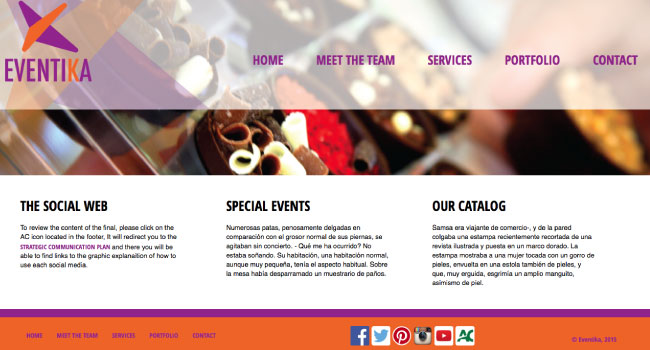 EVENTIKA
HOME MEET THE TEAM SERVICES PORTFOLIO CONTACT
THE SOCIAL WEB
To review the content of the final, please click on the
AC icon located in the footer, It will redirect you to the
STRATEGIC COMMUNICATION PLAN and there you will be
able to find links to the graphic explanaition of how to
use each social media.
SPECIAL EVENTS
Numerosas patas, penosamente delgadas en
comparación con el grosor normal de sus piernas, se
agitaban sin concierto. - Qué me ha ocurrido? No
estaba soñando. Su habitación, una habitación normal,
aunque muy pequeña, tenía el aspecto habitual. Sobre
la mesa había desparramado un muestrario de paños.
OUR CATALOG
Samsa era viajante de comercio-, y de la pared
colgaba una estampa recientemente recortada de una
revista ilustrada y puesta en un marco dorado. La
estampa mostraba a una mujer tocada con un gorro de
pieles, envuelta en una estola también de pieles, y
que, muy erguida, esgrimía un amplio manguito,
asimismo de piel.
HOME MEET THE TEAM SERVICES PORTFOLIO CONTACT
AC
© Eventika, 2015